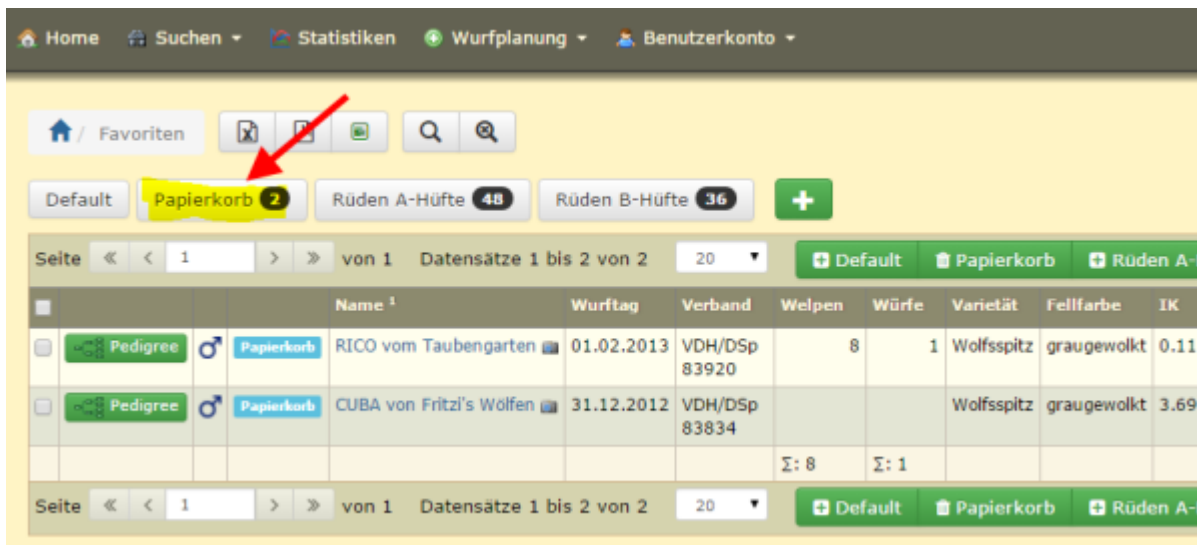 Home Suchen Statistiken Wurfplanung Benutzerkonto
/ Favoriten
Default Papierkorb 2 Rüden A-Hüfte 48 Rüden B-Hüfte 36
Seite 1 von 1 Datensätze 1 bis 2 von 2 20 Default Papierkorb Rüden A-
Name 1 Wurftag Verband Welpen Würfe Varietät Fellfarbe IK
Pedigree Papierkorb RICO vom Taubengarten 01.02.2013 VDH/DSp 8 1 Wolfsspitz graugewolkt 0.11
83920
Pedigree Papierkorb CUBA von Fritzi's Wölfen 31.12.2012 VDH/DSp Wolfsspitz graugewolkt 3.69
83834
Σ: 8 Σ: 1
Seite 1 von 1 Datensätze 1 bis 2 von 2 20 Default Papierkorb Rüden A-